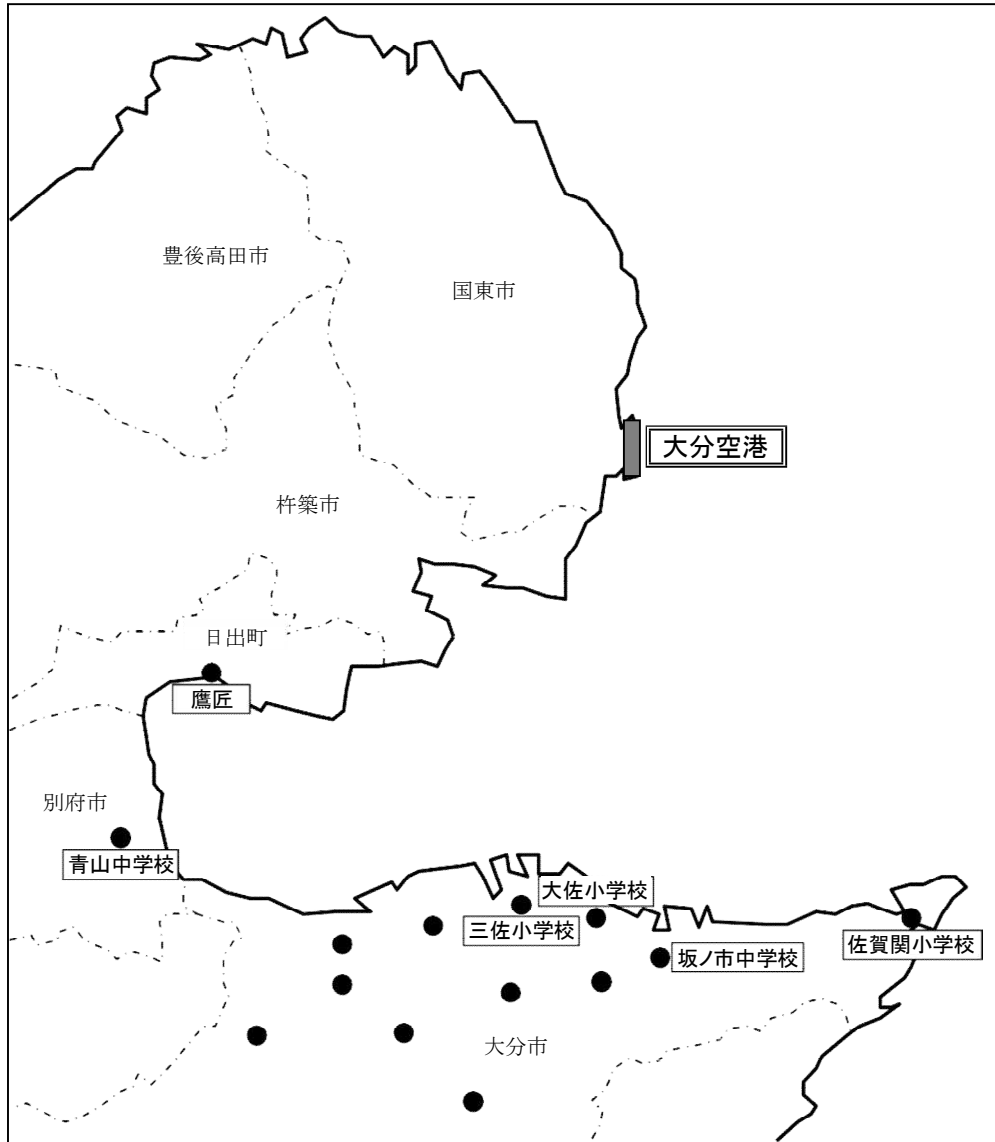 豊後高田市
国東市
大分空港
杵築市
日出町
鷹匠
別府市
青山中学校
大佐小学校
三佐小学校
坂ノ市中学校
佐賀関小学校
大分市